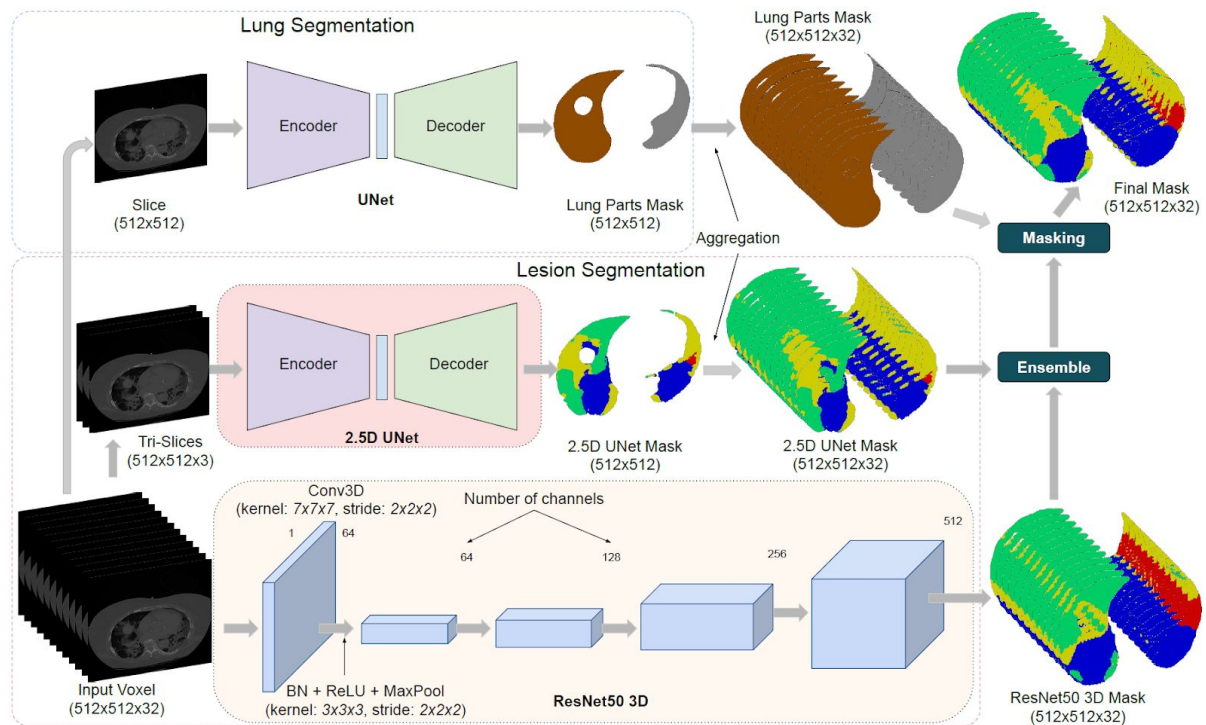 Lung Segmentation
Slice
(512x512)
Encoder
Decoder
UNet
Lung Parts Mask
(512x512)
Lung Parts Mask
(512x512x32)
Final Mask
(512x512x32)
Masking
Aggregation
Lesion Segmentation
Tri-Slices
(512x512x3)
Encoder
Decoder
2.5D UNet
2.5D UNet Mask
(512x512)
2.5D UNet Mask
(512x512x32)
Ensemble
Input Voxel
(512x512x32)
Conv3D
(kernel: 7x7x7, stride: 2x2x2)
1
64
Number of channels
64
128
256
512
BN + ReLU + MaxPool
(kernel: 3x3x3, stride: 2x2x2)
ResNet50 3D
ResNet50 3D Mask
(512x512x32)